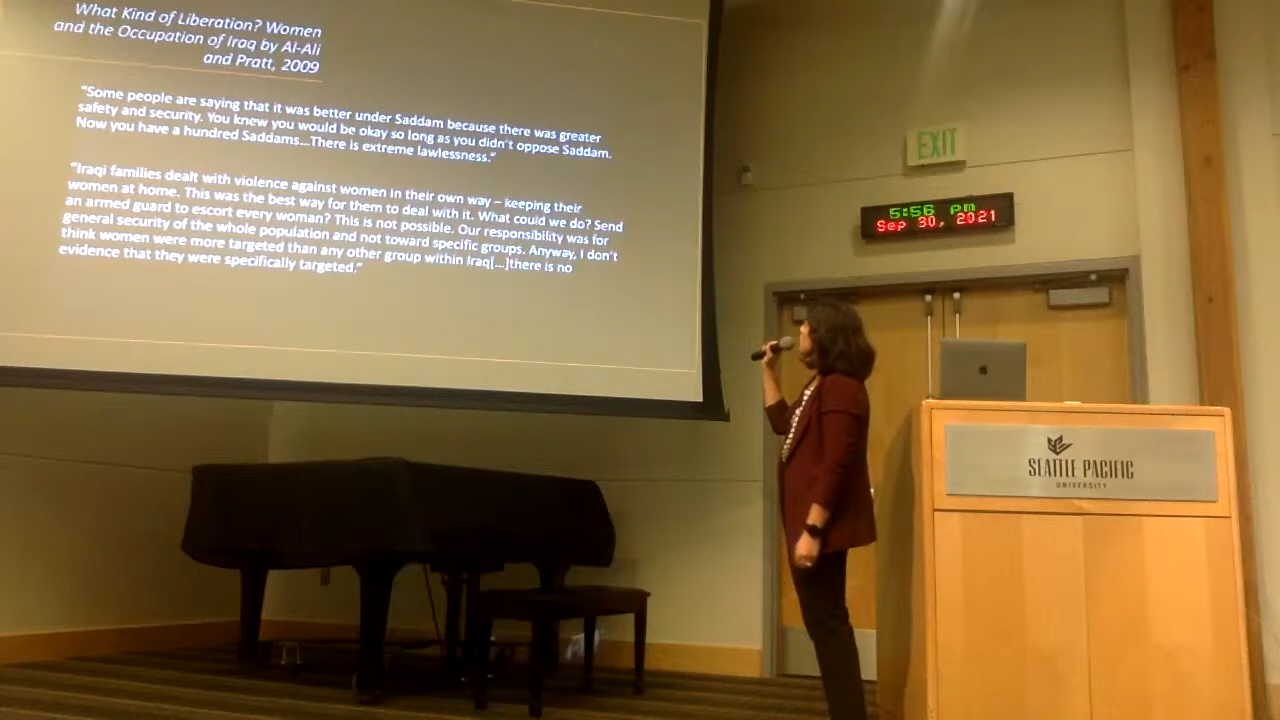 What Kind of Liberation? Women
and the Occupation of Iraq by Al-Ali
and Pratt, 2009
"Some people are saying that it was better under Saddam because there was greater
safety and security. You knew you would be okay so long as you didn't oppose Saddam.
Now you have a hundred Saddams...There is extreme lawlessness."
"Iraqi families dealt with violence against women in their own way – keeping their
women at home. This was the best way for them to deal with it. What could we do? Send
an armed guard to escort every woman? This is not possible. Our responsibility was for
general security of the whole population and not toward specific groups. Anyway, I don't
think women were more targeted than any other group within Iraq[...]there is no
evidence that they were specifically targeted."
EXIT
5:56 pm
Sep 30, 2021
SEATTLE PACIFIC
UNIVERSITY